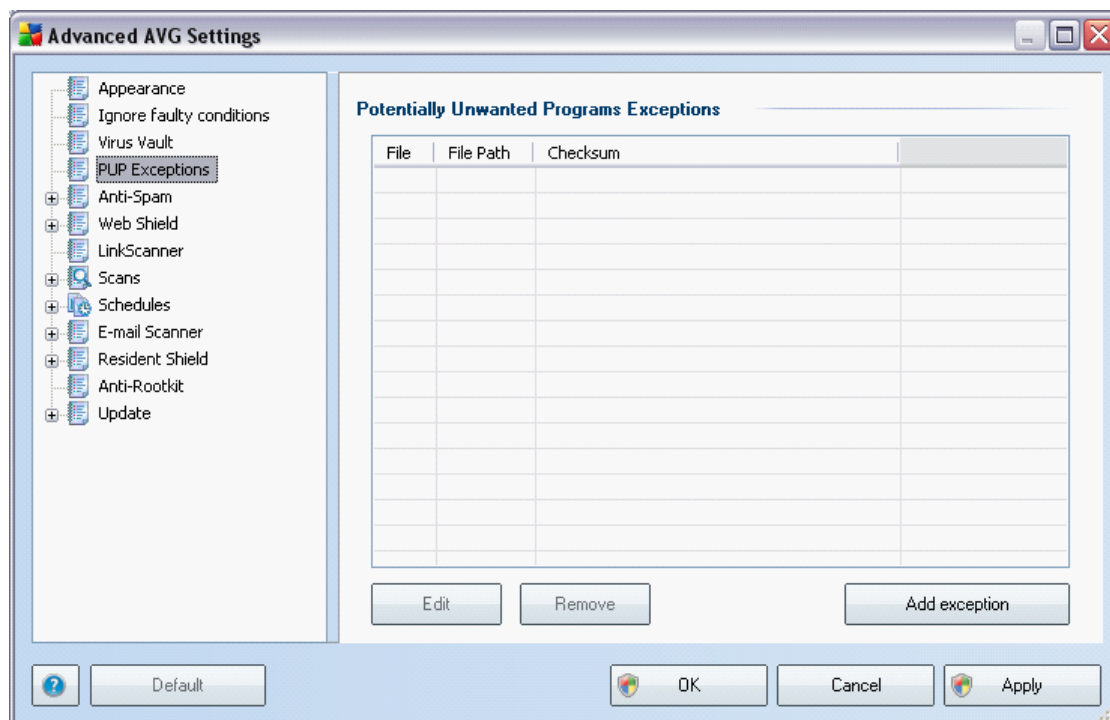 Advanced AVG Settings
Appearance
Ignore faulty conditions
Virus Vault
PUP Exceptions
Anti-Spam
Web Shield
LinkScanner
Scans
Schedules
E-mail Scanner
Resident Shield
Anti-Rootkit
Update
Potentially Unwanted Programs Exceptions
File File Path Checksum
Edit Remove Add exception
? Default OK Cancel Apply